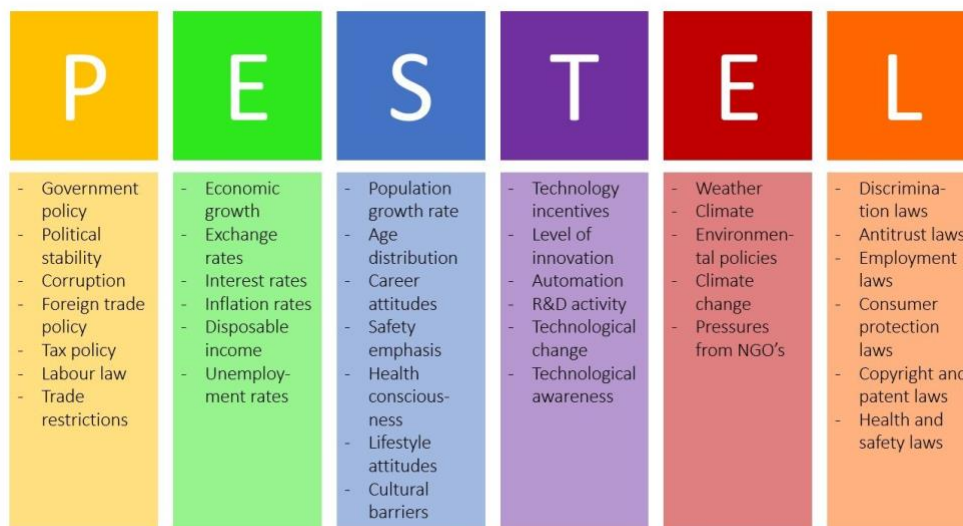 P
- Government
policy
- Political
stability
- Corruption
- Foreign trade
policy
- Tax policy
- Labour law
- Trade
restrictions
E
- Economic
growth
- Exchange
rates
- Interest rates
- Inflation rates
- Disposable
income
- Unemploy-
ment rates
S
- Population
growth rate
- Age
distribution
- Career
attitudes
- Safety
emphasis
- Health
conscious-
ness
- Lifestyle
attitudes
- Cultural
barriers
T
- Technology
incentives
- Level of
innovation
- Automation
- R&D activity
- Technological
change
- Technological
awareness
E
- Weather
- Climate
- Environmen-
tal policies
- Climate
change
- Pressures
from NGO's
L
- Discrimina-
tion laws
- Antitrust laws
- Employment
laws
- Consumer
protection
laws
- Copyright and
patent laws
- Health and
safety laws